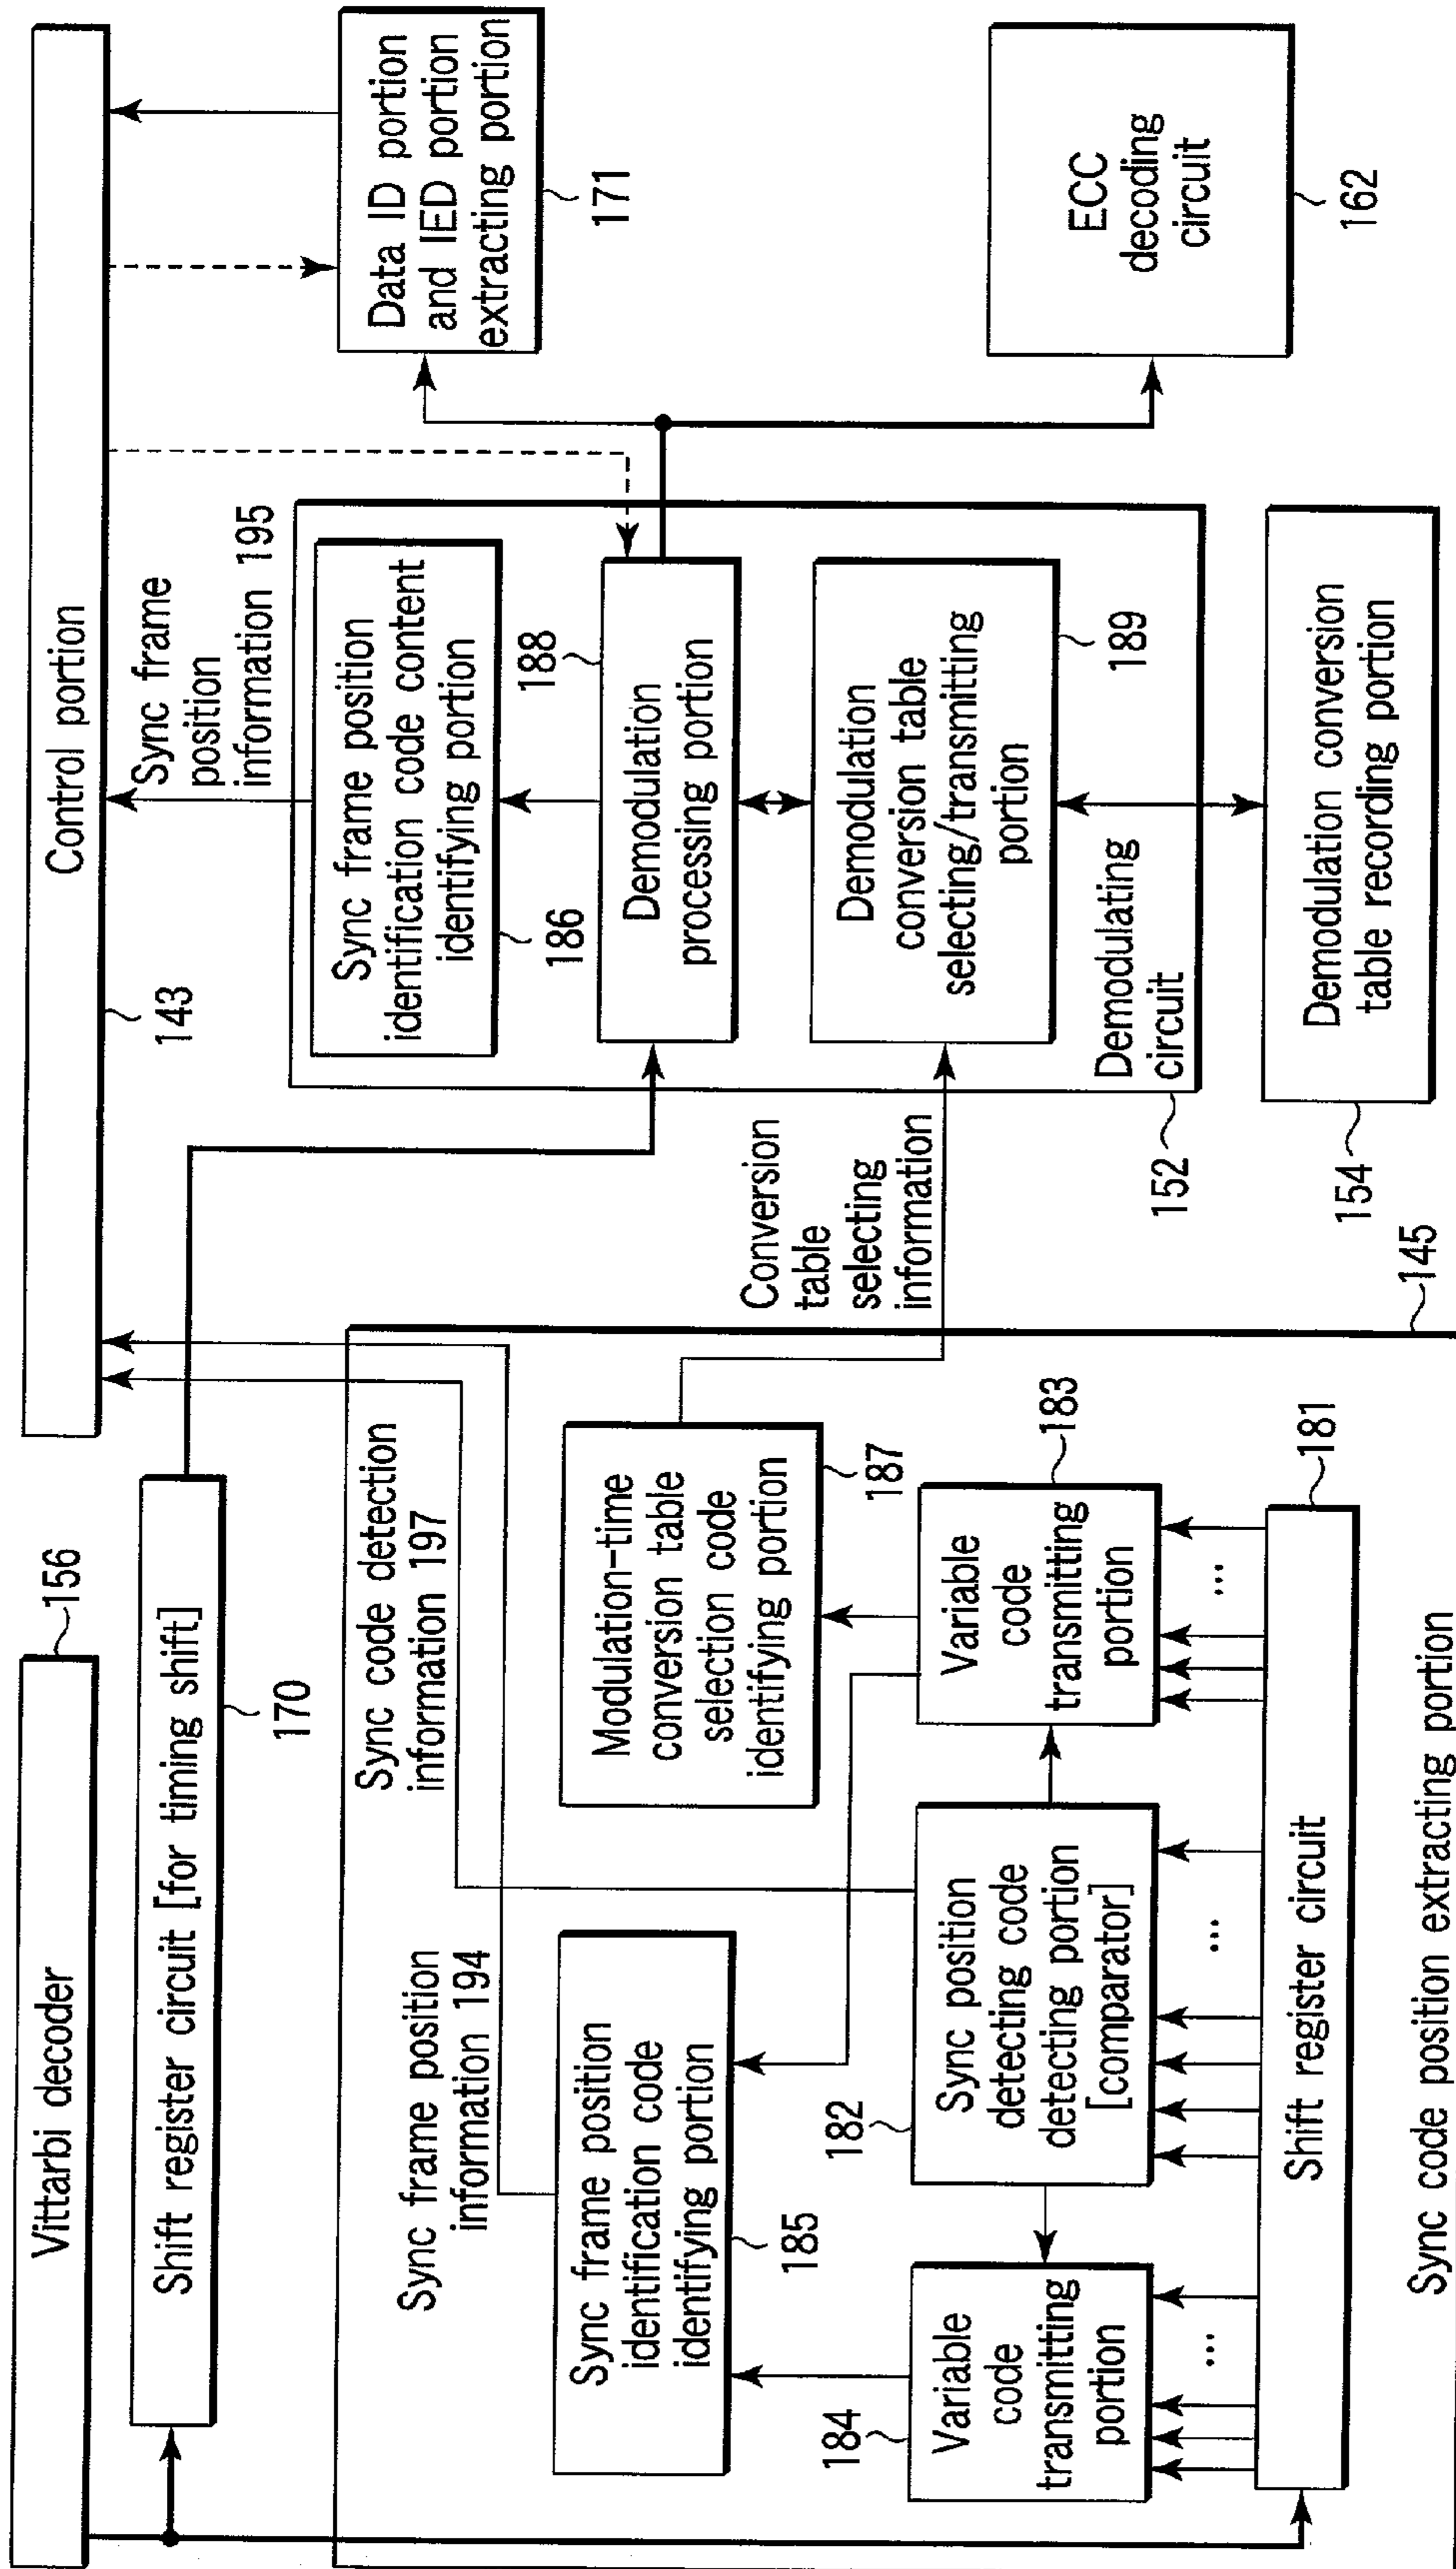 Vittarbi decoder
156
Shift register circuit [for timing shift]
170
Control portion
143
Sync frame position
information 194
Sync code detection
information 197
Sync frame
position
information 195
Data ID portion
and IED portion
extracting portion
171
Sync frame position
identification code
identifying portion
185
Modulation-time
conversion table
selection code
identifying portion
187
Sync frame position
identification code content
identifying portion
186
188
Demodulation
processing portion
Conversion
table
selecting
information
Demodulation
conversion table
selecting/transmitting
portion
189
Demodulating
circuit
152
ECC
decoding
circuit
162
184
Variable
code
transmitting
portion
182
Sync position
detecting code
detecting portion
[comparator]
Variable
code
transmitting
portion
183
...
...
...
Shift register circuit
181
Demodulation conversion
table recording portion
154
Sync code position extracting portion
145